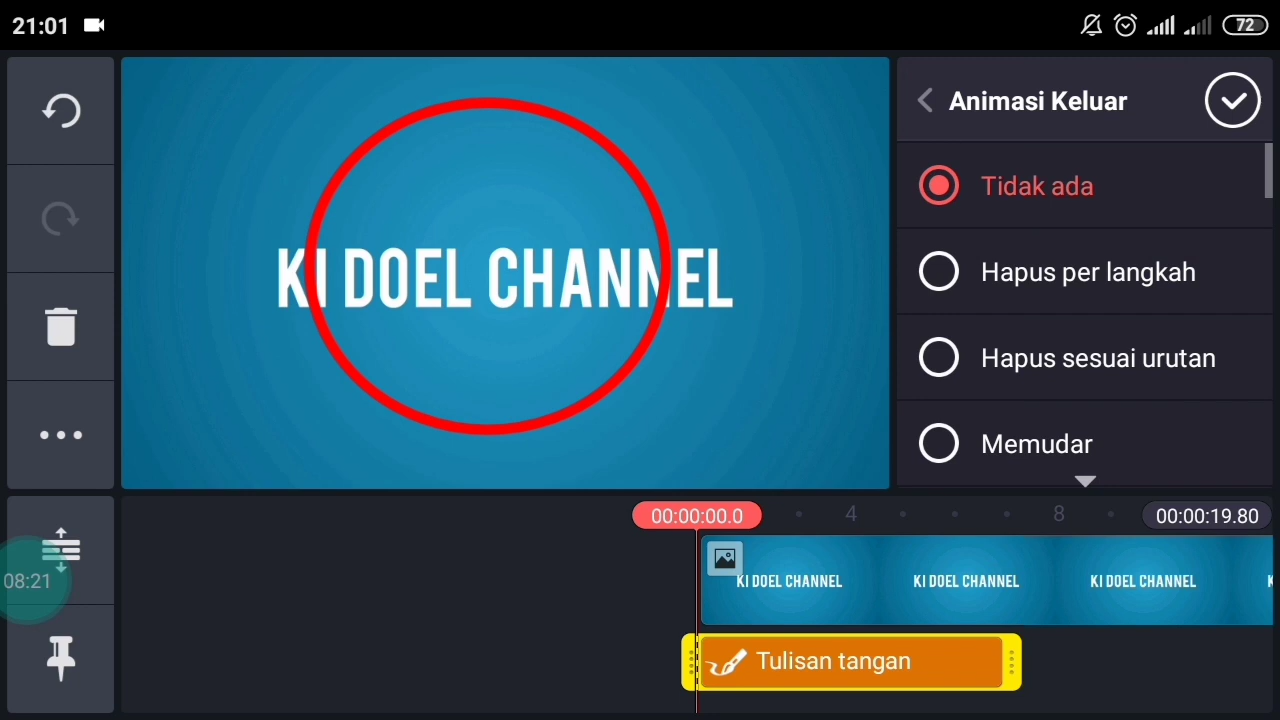 21:01
72
Animasi Keluar
Tidak ada
Hapus per langkah
Hapus sesuai urutan
Memudar
KI DOEL CHANNEL
00:00:00.0
4
8
00:00:19.80
08:21
KI DOEL CHANNEL
KI DOEL CHANNEL
KI DOEL CHANNEL
K
Tulisan tangan